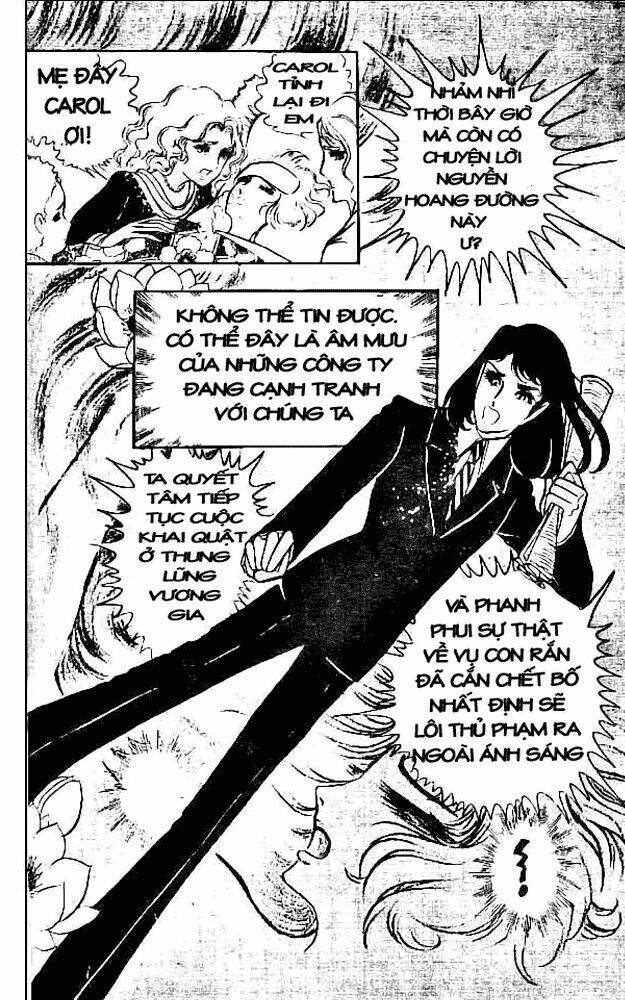 MẸ ĐÂY
CAROL
ƠI!
CAROL
TỈNH
LẠI ĐI
EM
NHẢM NHÍ
THỜI BÂY GIỜ
MÀ CÒN CÓ
CHUYỆN LỜI
NGUYỀN
HOANG ĐƯỜNG
NÀY
Ư?
KHÔNG THỂ TIN ĐƯỢC,
CÓ THỂ ĐÂY LÀ ÂM MƯU
CỦA NHỮNG CÔNG TY
ĐANG CẠNH TRANH
VỚI CHÚNG TA
TA QUYẾT
TÂM TIẾP
TỤC CUỘC
KHAI QUẬT
Ở THUNG
LŨNG
VƯƠNG
GIA
VÀ PHANH
PHUI SỰ THẬT
VỀ VỤ CON RẮN
ĐÃ CẮN CHẾT BỐ
NHẤT ĐỊNH SẼ
LÔI THỦ PHẠM RA
NGOÀI ÁNH SÁNG